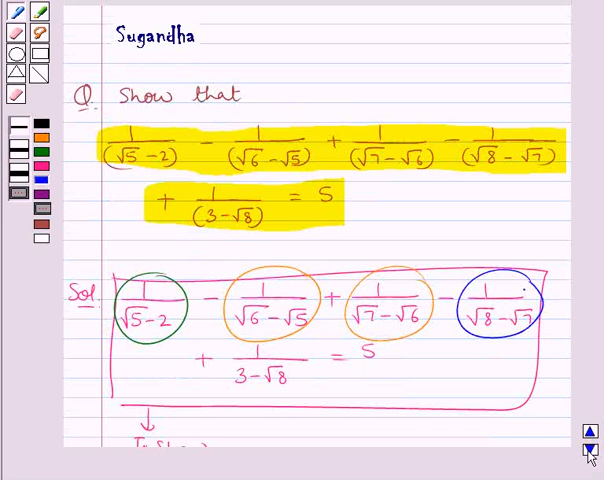 Sugandha
Q. Show that
1/(√5 - 2) - 1/(√6 - √5) + 1/(√7 - √6) - 1/(√8 - √7)
+ 1/(3 - √8) = 5
Sol. 1/√5 - 2 - 1/√6 - √5 + 1/√7 - √6 - 1/√8 - √7
+ 1/3 - √8 = 5